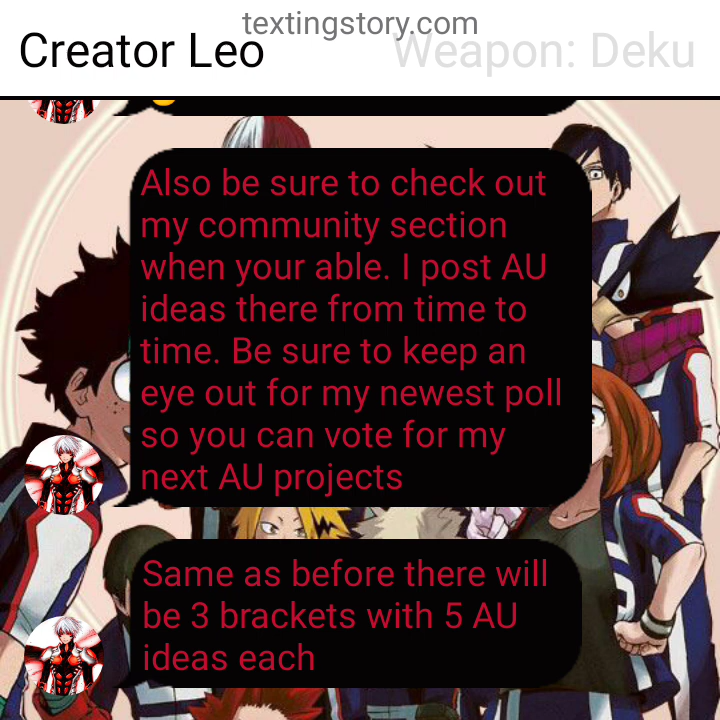 textingstory.com
Creator Leo
Weapon: Deku
Also be sure to check out
my community section
when your able. I post AU
ideas there from time to
time. Be sure to keep an
eye out for my newest poll
so you can vote for my
next AU projects
Same as before there will
be 3 brackets with 5 AU
ideas each